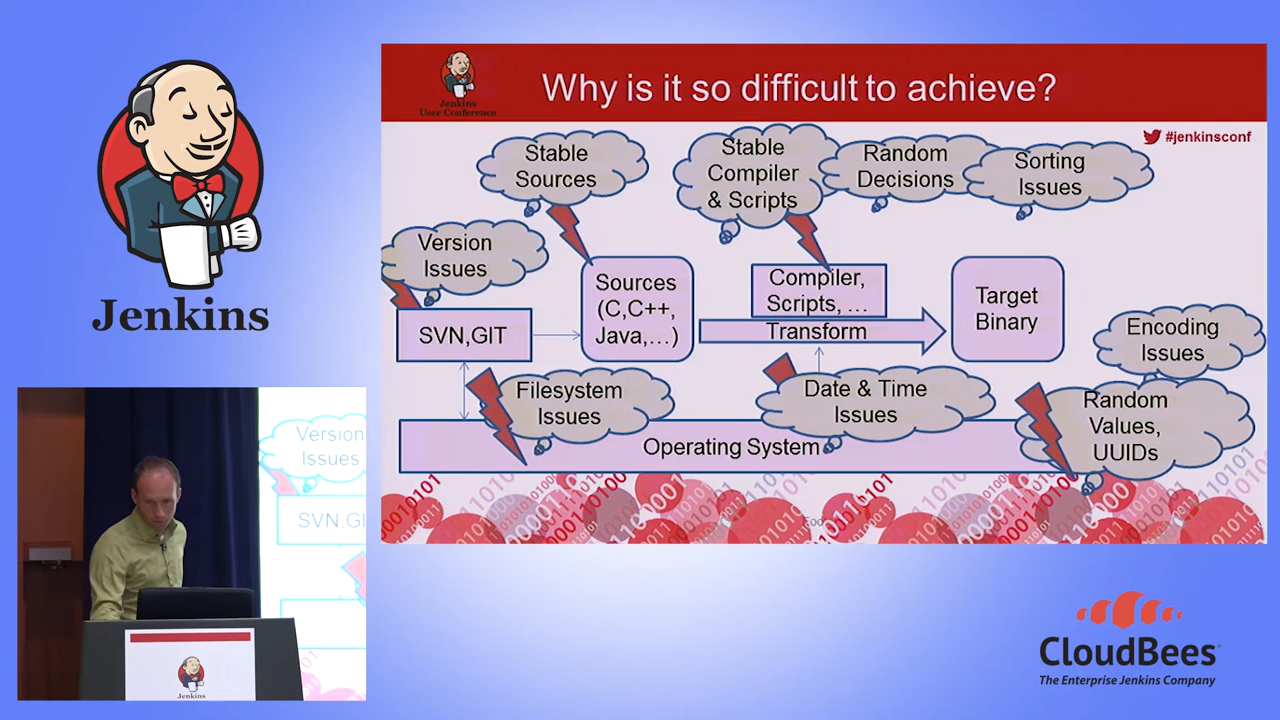 Jenkins
Jenkins
User Conference
Why is it so difficult to achieve?
#jenkinsconf
Stable
Sources
Stable
Compiler
& Scripts
Random
Decisions
Sorting
Issues
Version
Issues
Sources
(C,C++,
Java,...)
Compiler,
Scripts, ...
Transform
Target
Binary
SVN,GIT
Encoding
Issues
Filesystem
Issues
Date & Time
Issues
Random
Values,
UUIDs
Operating System
Version
Issues
SVN.GI
Jenkins
CloudBees
The Enterprise Jenkins Company